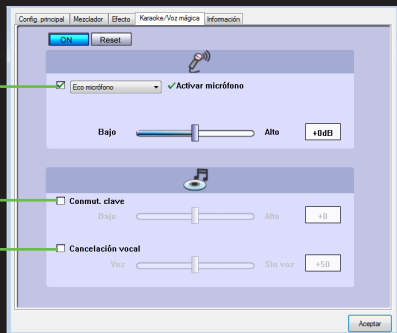 Config. principal Mezclador Efecto Karaoke/Voz mágica Información
ON Reset
Eco micrófono ✓Activar micrófono
Bajo Alto +0dB
Conmut. clave
Bajo Alto +0
Cancelación vocal
Voz Sin voz +50
Aceptar